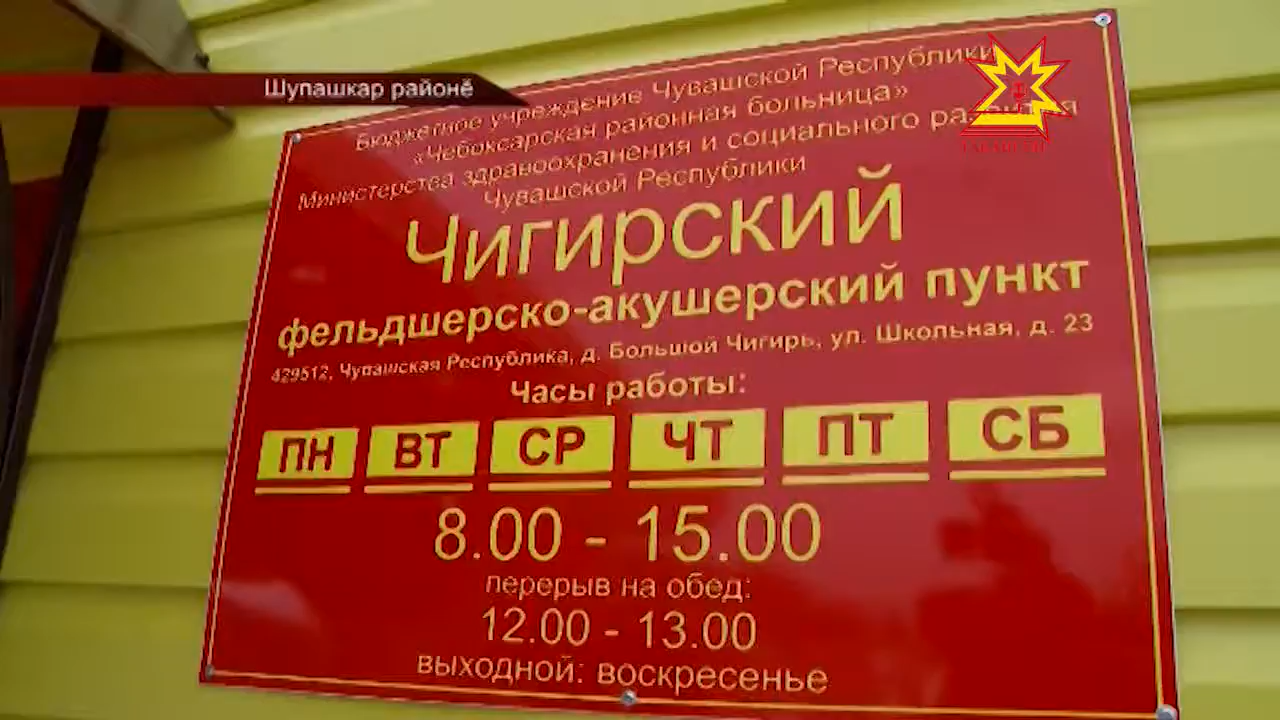 Шупашкар районӗ
Бюджетное учреждение Чувашской Республики
«Чебоксарская районная больница»
Министерства здравоохранения и социального развития
Чувашской Республики
Чигирский
фельдшерско-акушерский пункт
429512, Чувашская Республика, д. Большой Чигирь, ул. Школьная, д. 23
Часы работы:
ПН ВТ СР ЧТ ПТ СБ
8.00 - 15.00
перерыв на обед:
12.00 - 13.00
выходной: воскресенье